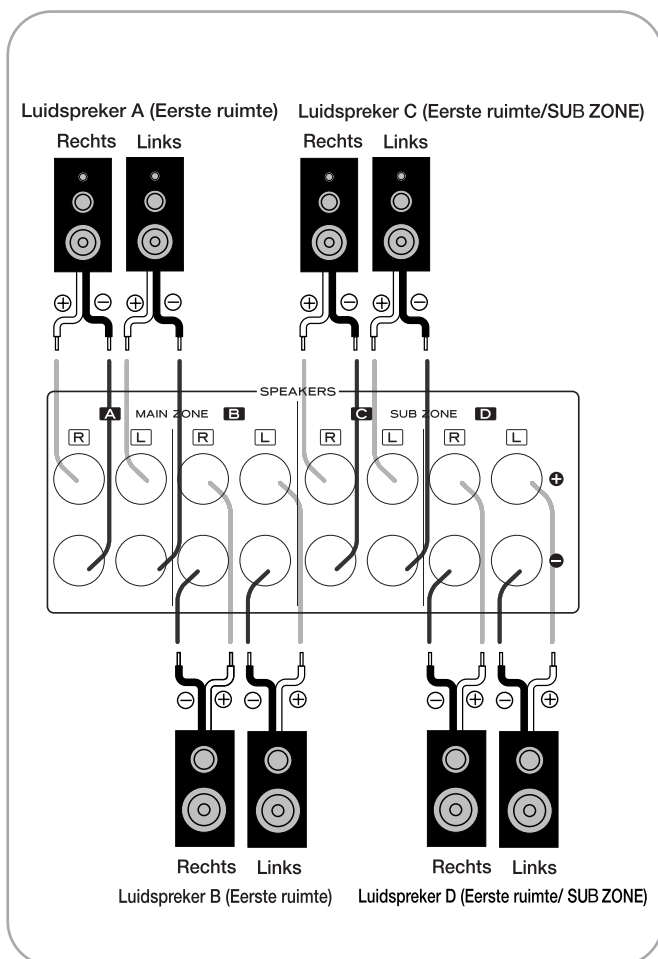 Luidspreker A (Eerste ruimte) Luidspreker C (Eerste ruimte/SUB ZONE)
Rechts Links Rechts Links
+ − + − + − + −
SPEAKERS
A MAIN ZONE B C SUB ZONE D
R L R L R L R L
+
−
− + − + − + − +
Rechts Links Rechts Links
Luidspreker B (Eerste ruimte) Luidspreker D (Eerste ruimte/ SUB ZONE)